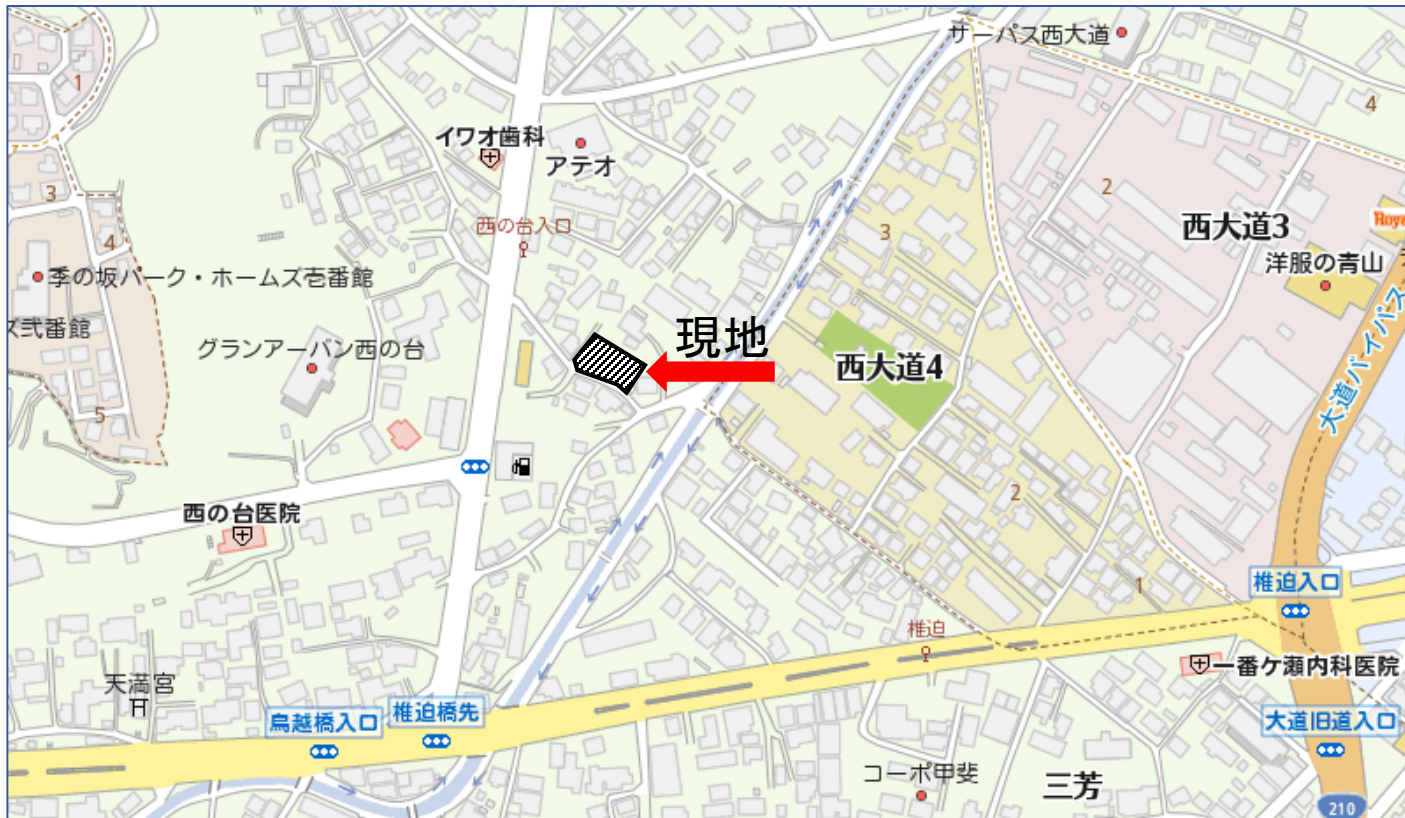 サーパス西大道
1
4
イワオ歯科
アテオ
2
3
西の台入口
3
西大道3
Roya
4
洋服の青山
季の坂パーク・ホームズ壱番館
ズ弐番館
現地
グランアーバン西の台
西大道4
大道バイパス
5
2
西の台医院
1
椎迫入口
椎迫
一番ケ瀬内科医院
天満宮
鳥越橋入口
椎迫橋先
大道旧道入口
コーポ甲斐
三芳
210